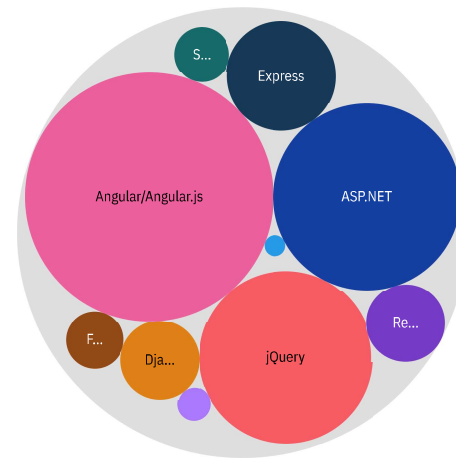 S...
Express
Angular/Angular.js
ASP.NET
Re...
F...
Dja...
jQuery